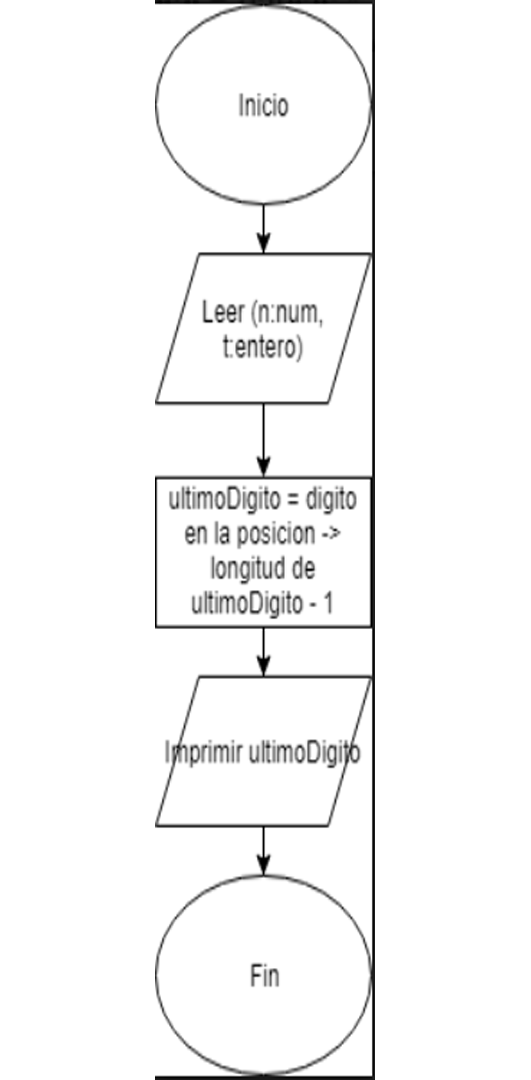 Inicio
Leer (n:num,
t:entero)
ultimoDigito = digito
en la posicion ->
longitud de
ultimoDigito - 1
Imprimir ultimoDigito
Fin